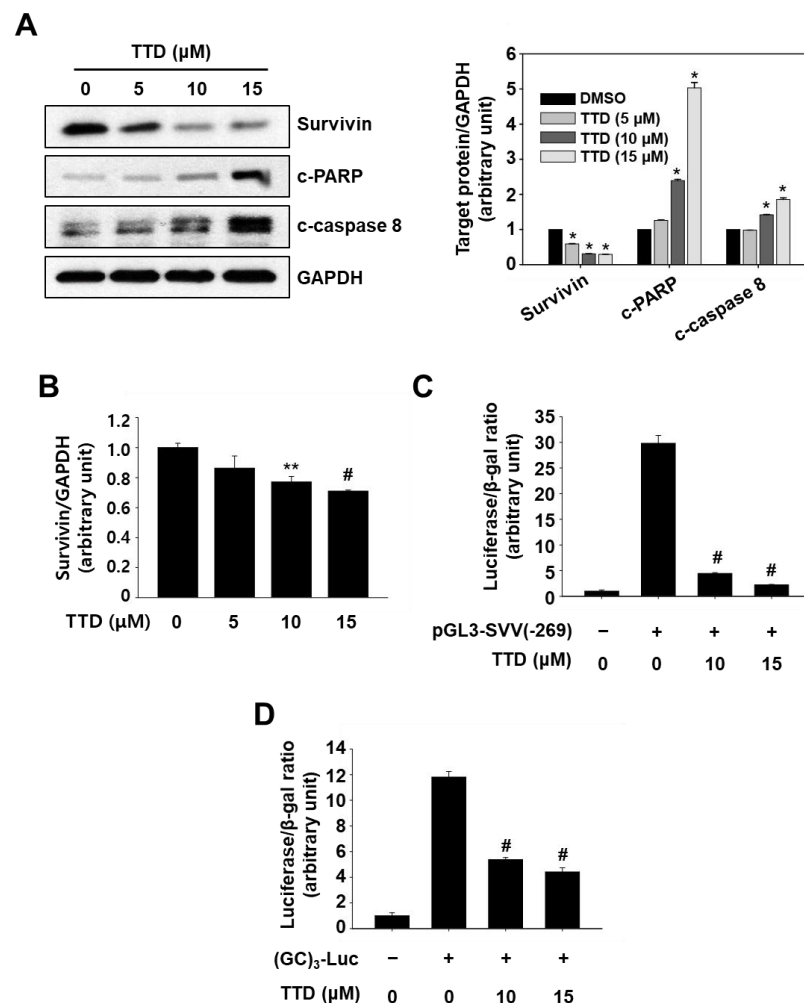 A
TTD (μM)
0 5 10 15
Survivin
c-PARP
c-caspase 8
GAPDH
Target protein/GAPDH
(arbitrary unit)
6
5
4
3
2
1
0
DMSO
TTD (5 μM)
TTD (10 μM)
TTD (15 μM)
* * *
* *
* *
Survivin
c-PARP
c-caspase 8
B
Survivin/GAPDH
(arbitrary unit)
1.2
1.0
0.8
0.6
0.4
0.2
0
** #
TTD (μM) 0 5 10 15
C
Luciferase/β-gal ratio
(arbitrary unit)
35
30
25
20
15
10
5
0
# #
pGL3-SVV(-269) − + + +
TTD (μM) 0 0 10 15
D
Luciferase/β-gal ratio
(arbitrary unit)
14
12
10
8
6
4
2
0
# #
(GC)₃-Luc − + + +
TTD (μM) 0 0 10 15